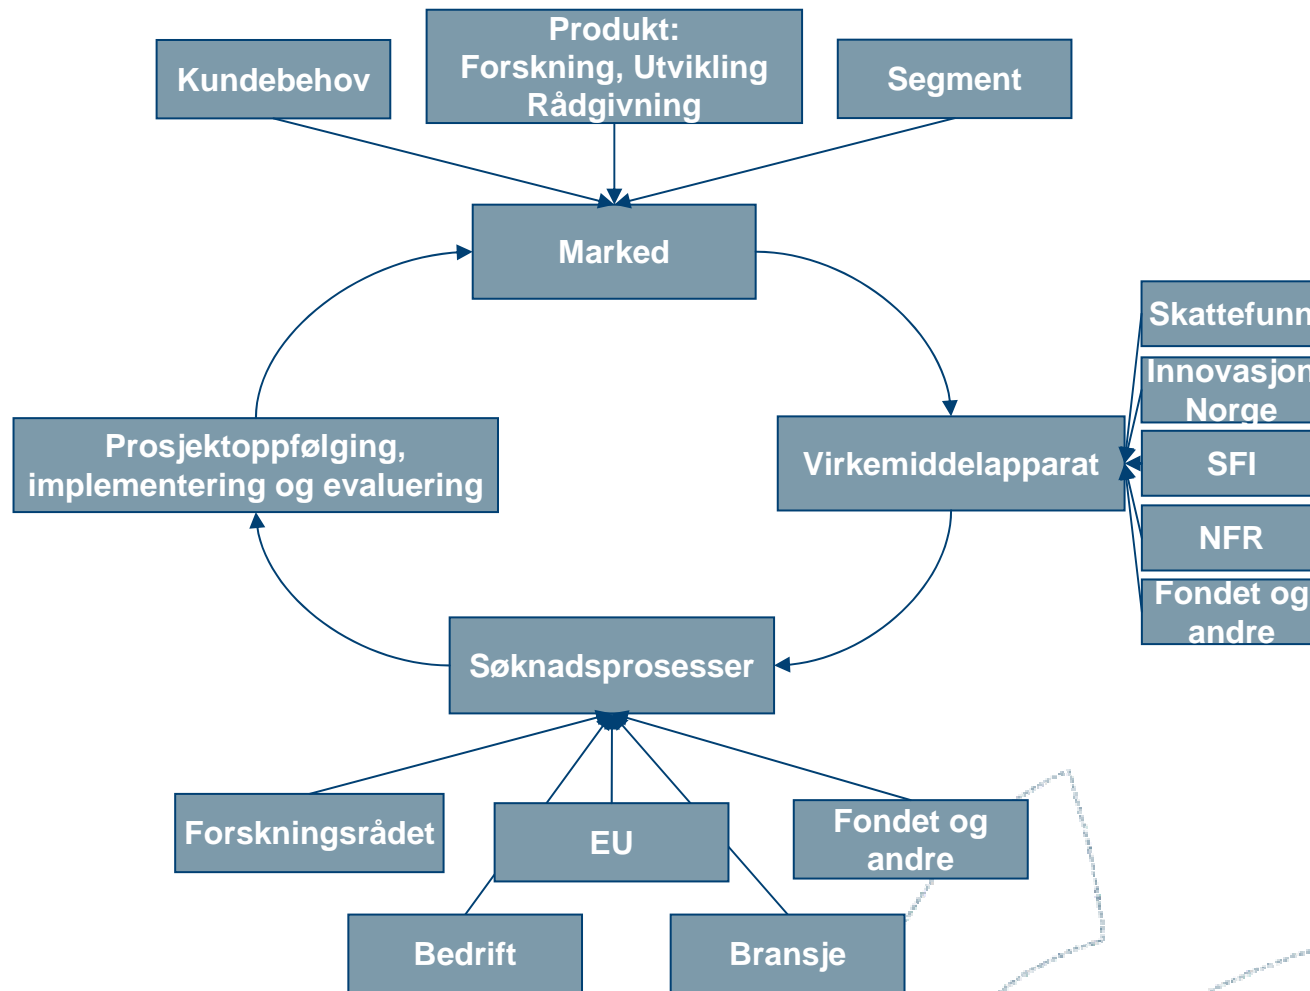 Produkt:
Forskning, Utvikling
Rådgivning
Kundebehov
Segment
Marked
Skattefunn
Innovasjon
Norge
Prosjektoppfølging,
implementering og evaluering
Virkemiddelapparat
SFI
NFR
Fondet og
andre
Søknadsprosesser
Forskningsrådet
EU
Fondet og
andre
Bedrift
Bransje